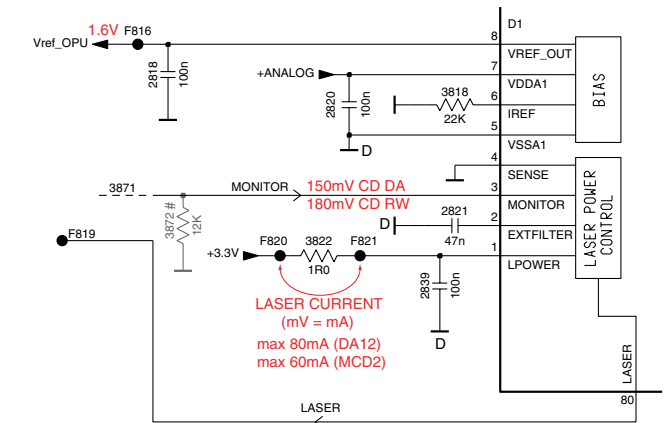 1.6V F816
Vref_OPU
2818
100n
+ANALOG
2820
100n
D
3818
22K
D1
8
VREF_OUT
7
VDDA1
6
IREF
5
VSSA1
4
SENSE
3
MONITOR
2
EXTFILTER
1
LPOWER
BIAS
LASER POWER
CONTROL
3871
MONITOR
150mV CD DA
180mV CD RW
3872 #
12K
D
2821
47n
F819
+3.3V
F820
3822
F821
1R0
2839
100n
D
LASER CURRENT
(mV = mA)
max 80mA (DA12)
max 60mA (MCD2)
LASER
80
LASER